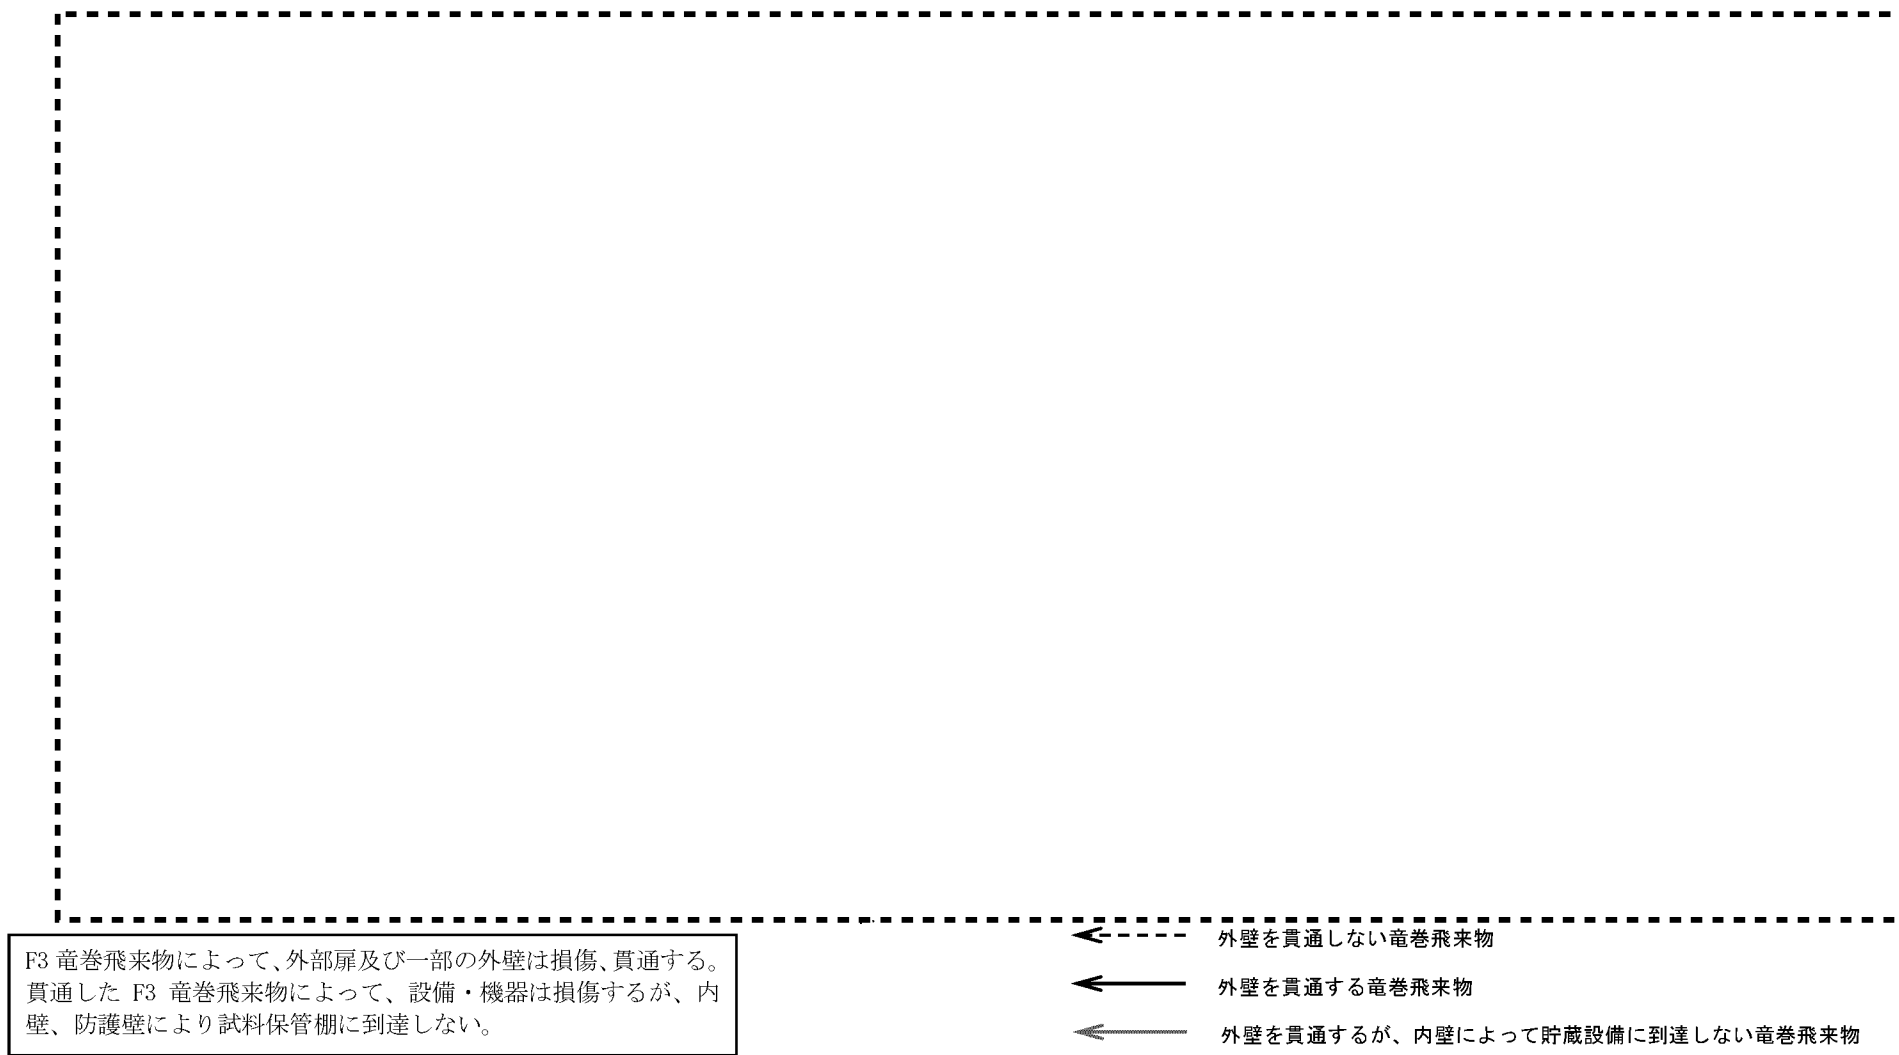 F3 竜巻飛来物によって、外部扉及び一部の外壁は損傷、貫通する。
貫通した F3 竜巻飛来物によって、設備・機器は損傷するが、内
壁、防護壁により試料保管棚に到達しない。
外壁を貫通しない竜巻飛来物
外壁を貫通する竜巻飛来物
外壁を貫通するが、内壁によって貯蔵設備に到達しない竜巻飛来物